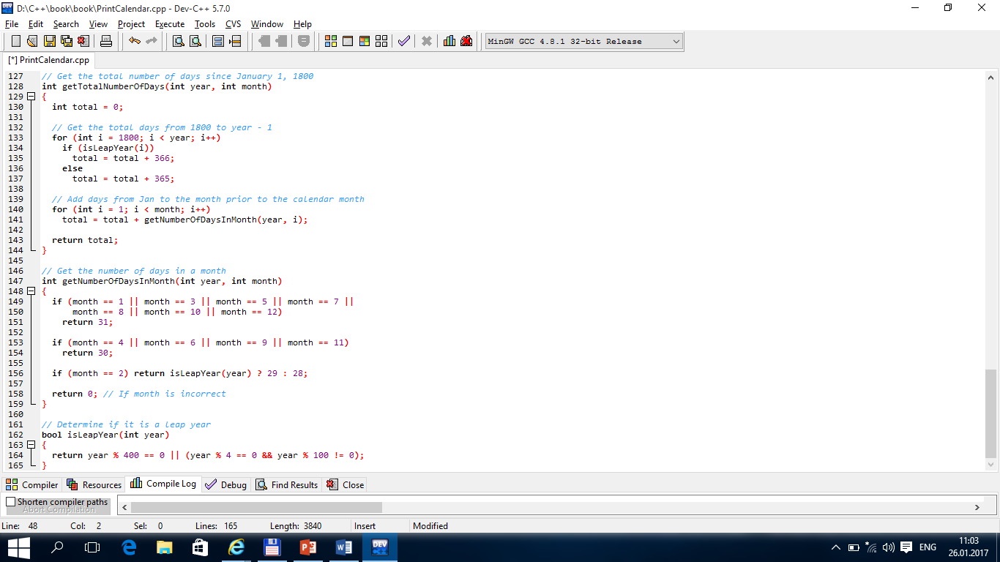 D:\C++\book\book\PrintCalendar.cpp - Dev-C++ 5.7.0
File Edit Search View Project Execute Tools CVS Window Help
MinGW GCC 4.8.1 32-bit Release
[*] PrintCalendar.cpp
127 // Get the total number of days since January 1, 1800
128 int getTotalNumberOfDays(int year, int month)
129 {
130 int total = 0;
131
132 // Get the total days from 1800 to year - 1
133 for (int i = 1800; i < year; i++)
134 if (isLeapYear(i))
135 total = total + 366;
136 else
137 total = total + 365;
138
139 // Add days from Jan to the month prior to the calendar month
140 for (int i = 1; i < month; i++)
141 total = total + getNumberOfDaysInMonth(year, i);
142
143 return total;
144 }
145
146 // Get the number of days in a month
147 int getNumberOfDaysInMonth(int year, int month)
148 {
149 if (month == 1 || month == 3 || month == 5 || month == 7 ||
150 month == 8 || month == 10 || month == 12)
151 return 31;
152
153 if (month == 4 || month == 6 || month == 9 || month == 11)
154 return 30;
155
156 if (month == 2) return isLeapYear(year) ? 29 : 28;
157
158 return 0; // If month is incorrect
159 }
160
161 // Determine if it is a leap year
162 bool isLeapYear(int year)
163 {
164 return year % 400 == 0 || (year % 4 == 0 && year % 100 != 0);
165 }
Compiler Resources Compile Log Debug Find Results Close
Shorten compiler paths
Abort Compilation
Line: 48 Col: 2 Sel: 0 Lines: 165 Length: 3840 Insert Modified
DEV
ENG
11:03
26.01.2017